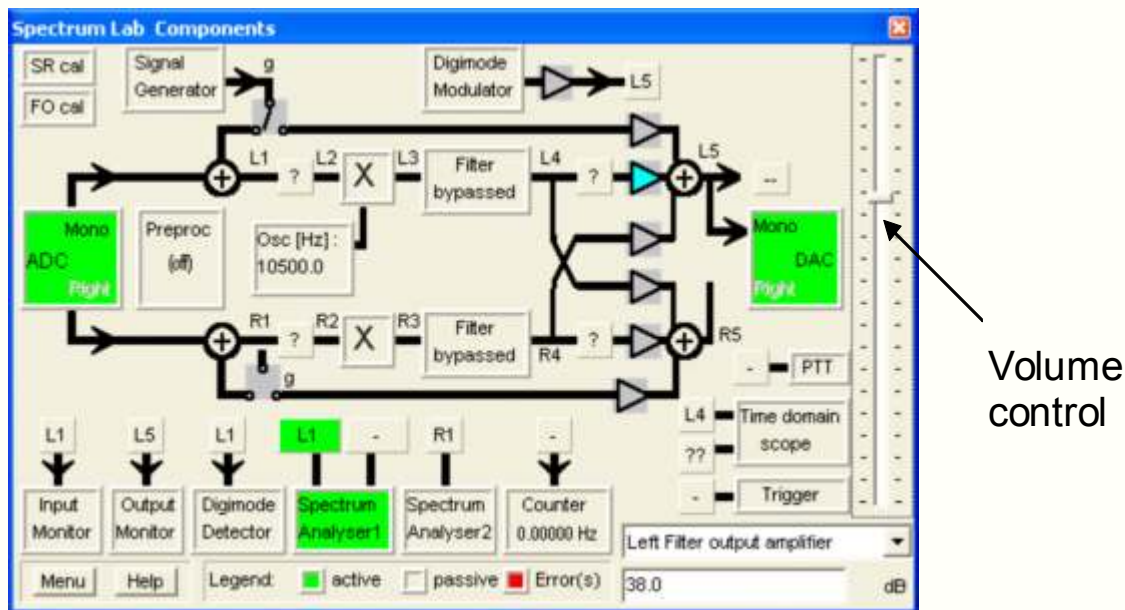 Spectrum Lab Components
SR cal
FO cal
Signal
Generator
g
Digimode
Modulator
L5
L1
?
L2
X
L3
Filter
bypassed
L4
?
L5
--
Mono
ADC
Right
Preproc
(off)
Osc [Hz] :
10500.0
Mono
DAC
Right
R1
?
R2
X
R3
Filter
bypassed
R4
?
R5
g
- PTT
L4
Time domain
scope
??
- Trigger
L1
L5
L1
L1
-
R1
-
Input
Monitor
Output
Monitor
Digimode
Detector
Spectrum
Analyser1
Spectrum
Analyser2
Counter
0.00000 Hz
Left Filter output amplifier
Menu
Help
Legend: active passive Error(s)
38.0 dB
Volume
control